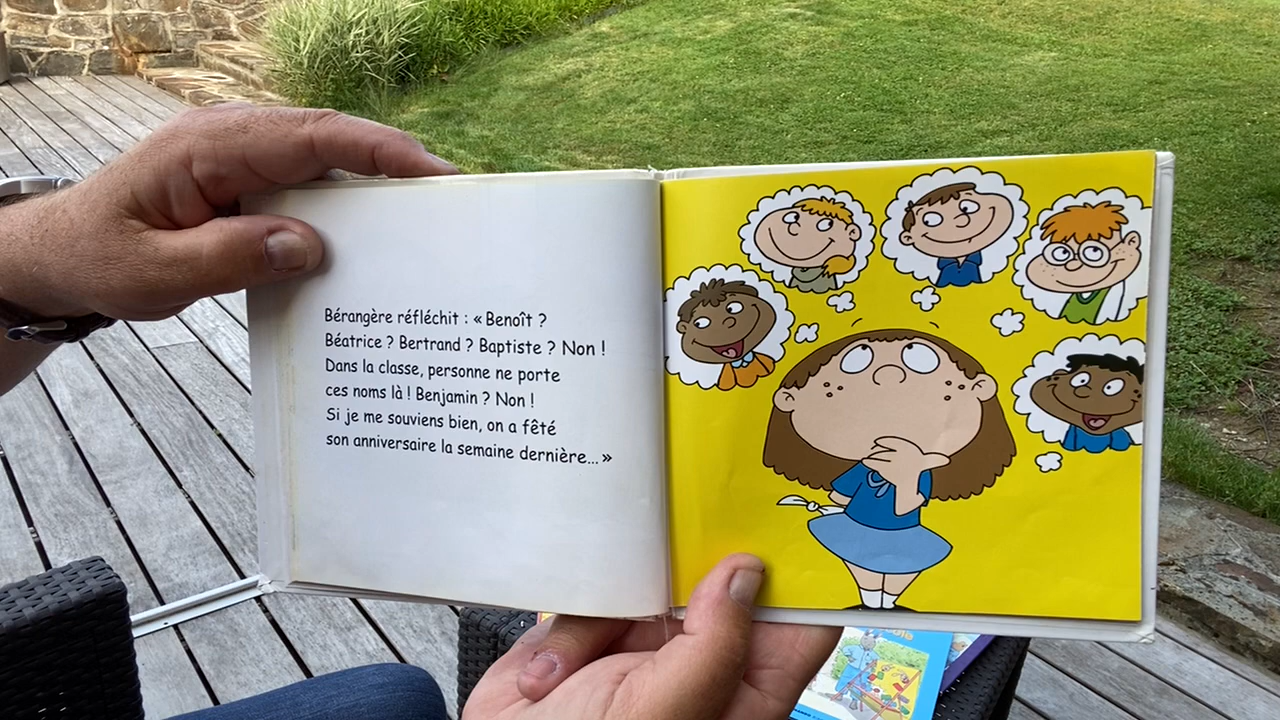 Bérangère réfléchit : « Benoît ?
Béatrice ? Bertrand ? Baptiste ? Non !
Dans la classe, personne ne porte
ces noms là ! Benjamin ? Non !
Si je me souviens bien, on a fêté
son anniversaire la semaine dernière... »